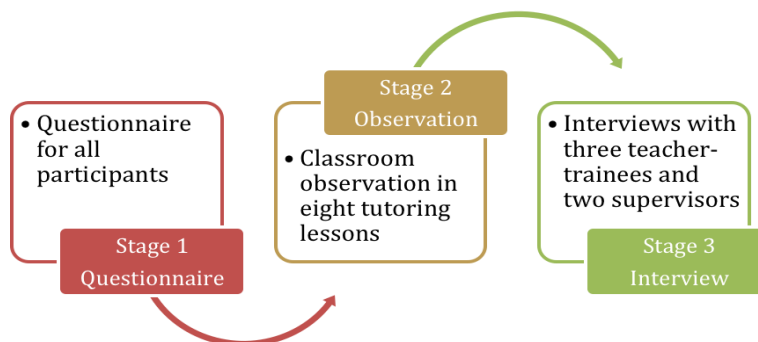 • Questionnaire
for all
participants
Stage 1
Questionnaire
Stage 2
Observation
• Classroom
observation in
eight tutoring
lessons
• Interviews with
three teacher-
trainees and
two supervisors
Stage 3
Interview